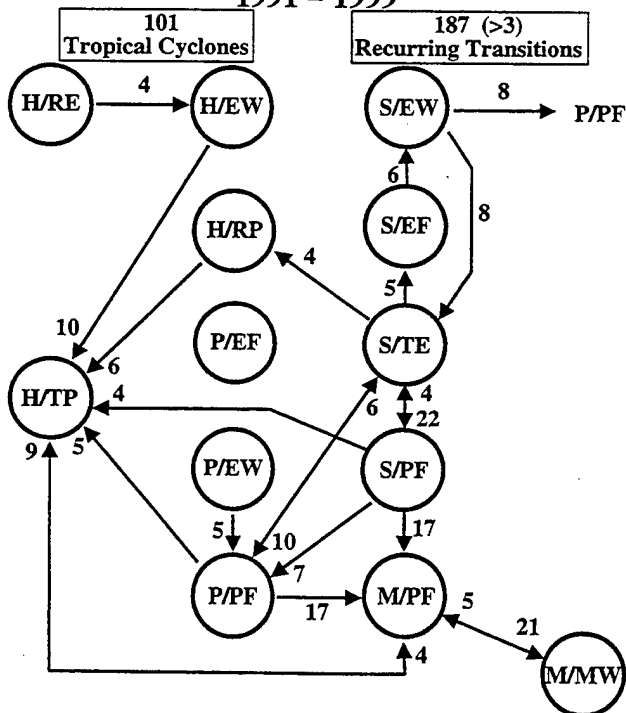 1991 – 1995
101
Tropical Cyclones
187 (>3)
Recurring Transitions
H/RE
4
H/EW
S/EW
8
P/PF
6
8
H/RP
S/EF
4
5
10
P/EF
S/TE
6
H/TP
4
6
4
22
9
5
P/EW
S/PF
5
10
17
7
P/PF
17
M/PF
5
21
4
M/MW